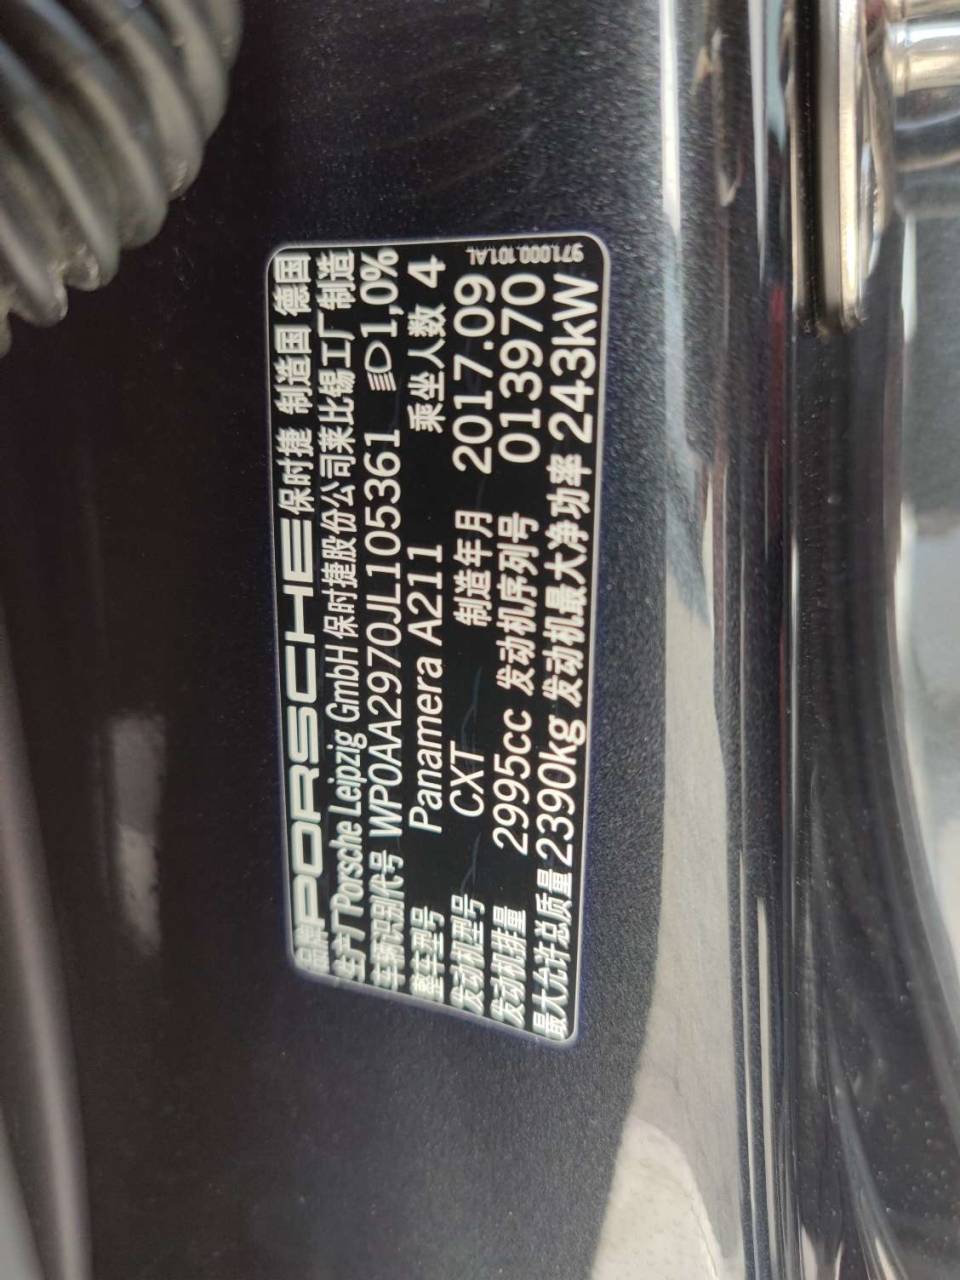 品牌 PORSCHE 保时捷 制造国 德国
生产厂 Porsche Leipzig GmbH 保时捷股份公司莱比锡工厂制造
车辆识别代号 WP0AA2970JL105361 1,0%
整车型号 Panamera A211 乘坐人数 4
发动机型号 CXT 制造年月 2017.09
发动机排量 2995cc 发动机序列号 013970
最大允许总质量 2390kg 发动机最大净功率 243kW
971.000.101.AL